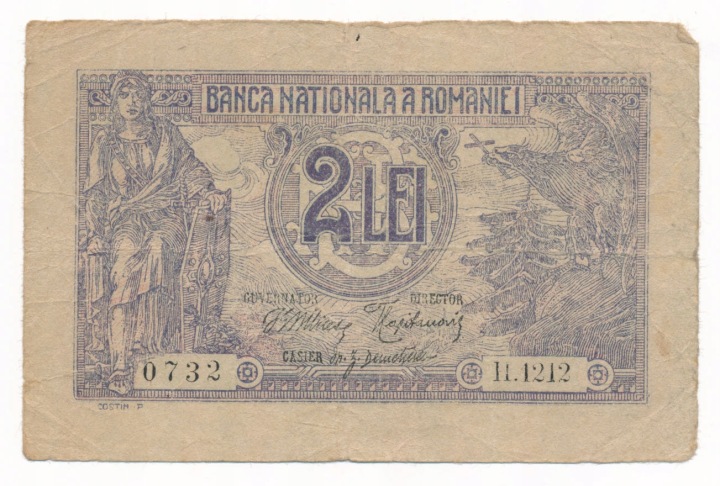 BANCA NATIONALA A ROMANIEI
2 LEI
GUVERNATOR DIRECTOR
CASIER
0732 H.1212
COSTIN P